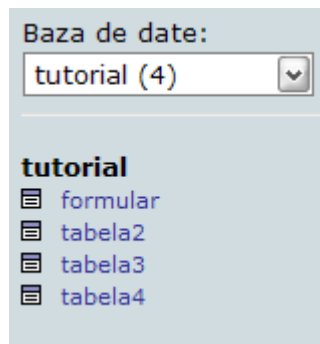 Baza de date:
tutorial (4)
tutorial
formular
tabela2
tabela3
tabela4